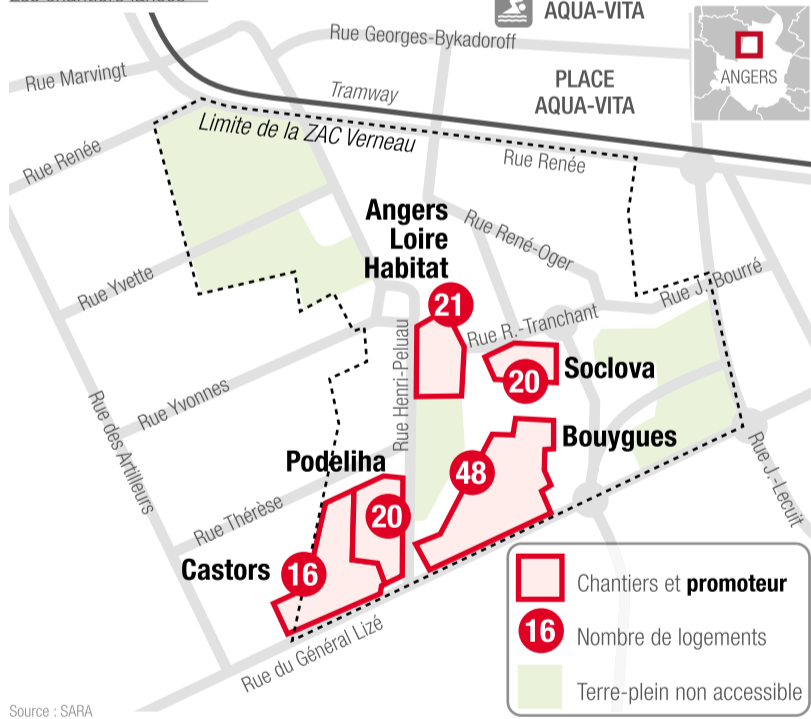 AQUA-VITA
Rue Georges-Bykadoroff
ANGERS
Rue Marvingt
Tramway
PLACE
AQUA-VITA
Limite de la ZAC Verneau
Rue Renée
Rue Renée
Angers
Loire
Habitat
Rue René-Oger
Rue Yvette
Rue J. Bourré
21
Rue R.-Tranchant
Rue Henri-Peluau
Soclova
20
Rue Yvonnes
Rue des Artilleurs
Bouygues
Podeliha
48
Rue J.-Lecuit
Rue Thérèse
20
Castors
16
Rue du Général Lizé
Chantiers et promoteur
16 Nombre de logements
Terre-plein non accessible
Source : SARA